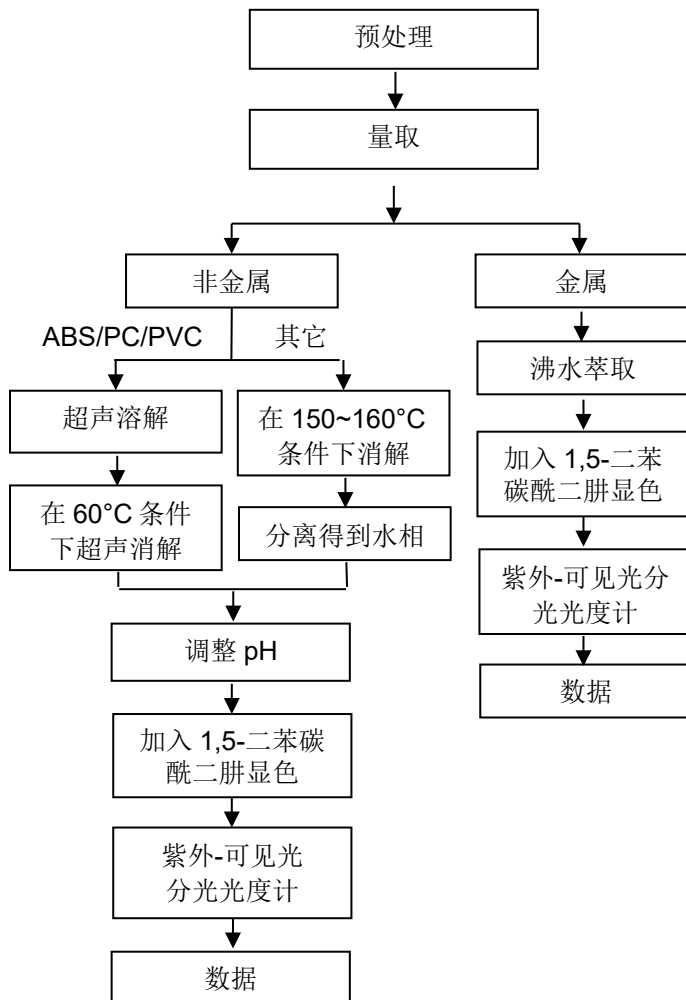 预处理
量取
非金属
金属
ABS/PC/PVC
其它
沸水萃取
超声溶解
在 150~160°C
条件下消解
加入 1,5-二苯
碳酰二肼显色
在 60°C 条件
下超声消解
分离得到水相
紫外-可见光分
光光度计
调整 pH
数据
加入 1,5-二苯碳
酰二肼显色
紫外-可见光
分光光度计
数据